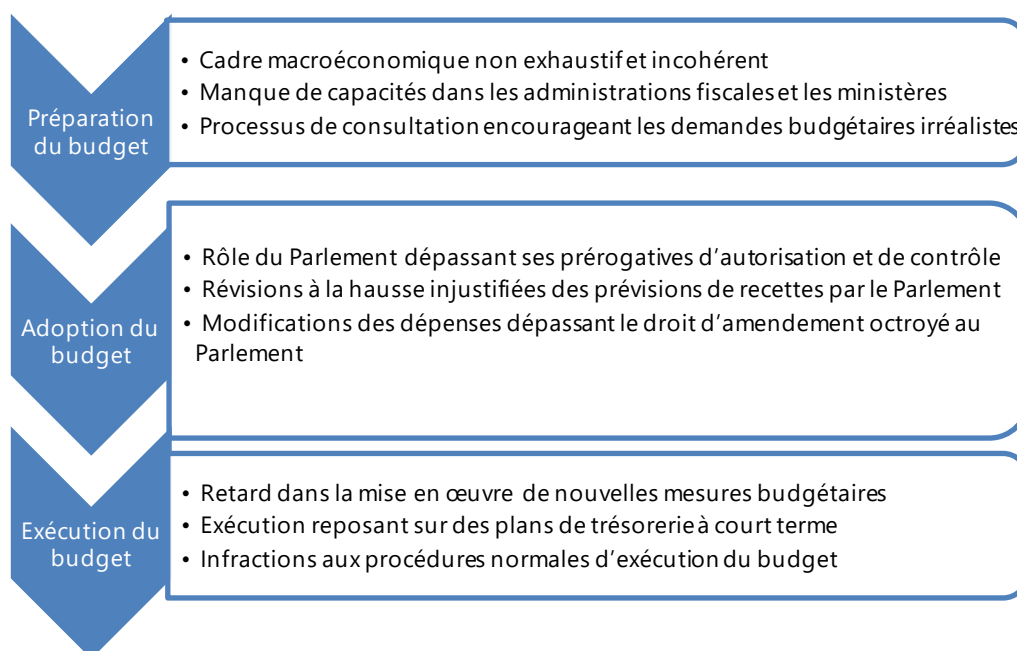 Préparation
du budget
• Cadre macroéconomique non exhaustif et incohérent
• Manque de capacités dans les administrations fiscales et les ministères
• Processus de consultation encourageant les demandes budgétaires irréalistes
Adoption du
budget
• Rôle du Parlement dépassant ses prérogatives d'autorisation et de contrôle
• Révisions à la hausse injustifiées des prévisions de recettes par le Parlement
• Modifications des dépenses dépassant le droit d'amendement octroyé au
Parlement
Exécution du
budget
• Retard dans la mise en œuvre de nouvelles mesures budgétaires
• Exécution reposant sur des plans de trésorerie à court terme
• Infractions aux procédures normales d'exécution du budget